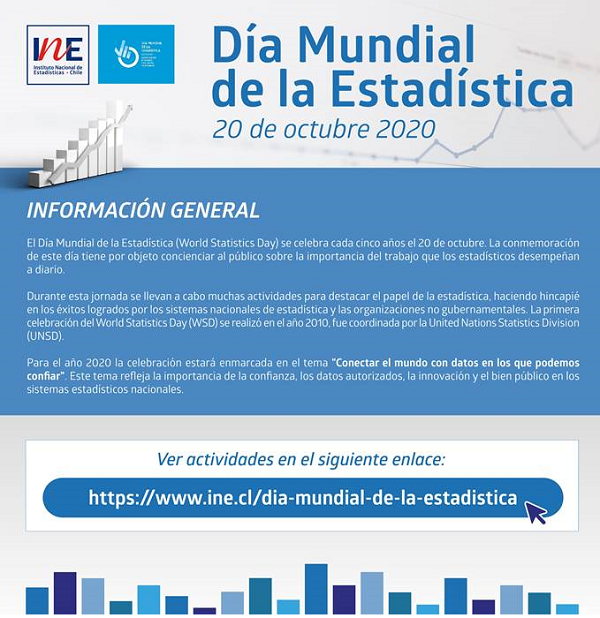 INE
Instituto Nacional de
Estadísticas • Chile
DÍA MUNDIAL
DE LA
ESTADÍSTICA
Día Mundial
de la Estadística
20 de octubre 2020
INFORMACIÓN GENERAL
El Día Mundial de la Estadística (World Statistics Day) se celebra cada cinco años el 20 de octubre. La conmemoración
de este día tiene por objeto concienciar al público sobre la importancia del trabajo que los estadísticos desempeñan
a diario.
Durante esta jornada se llevan a cabo muchas actividades para destacar el papel de la estadística, haciendo hincapié
en los éxitos logrados por los sistemas nacionales de estadística y las organizaciones no gubernamentales. La primera
celebración del World Statistics Day (WSD) se realizó en el año 2010, fue coordinada por la United Nations Statistics Division
(UNSD).
Para el año 2020 la celebración estará enmarcada en el tema "Conectar el mundo con datos en los que podemos
confiar". Este tema refleja la importancia de la confianza, los datos autorizados, la innovación y el bien público en los
sistemas estadísticos nacionales.
Ver actividades en el siguiente enlace:
https://www.ine.cl/dia-mundial-de-la-estadistica